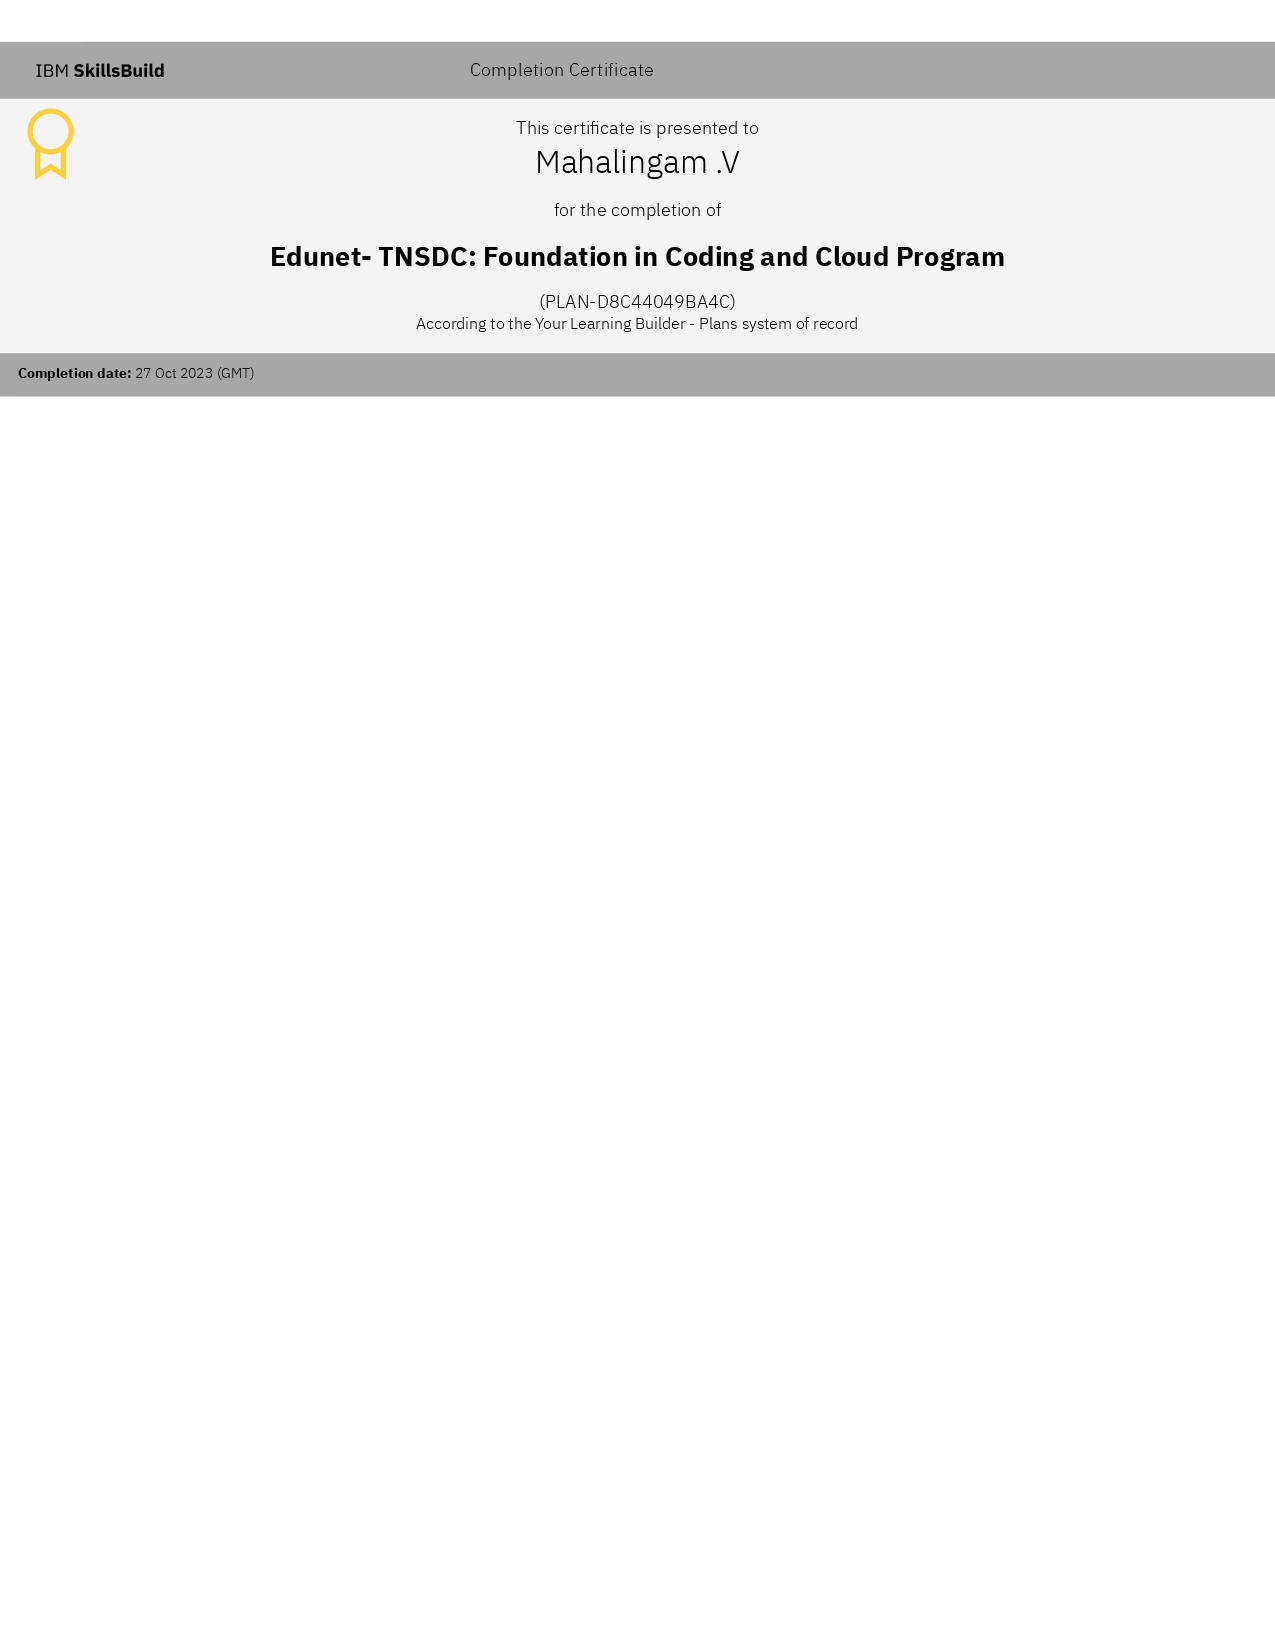 IBM SkillsBuild
Completion Certificate
This certificate is presented to
Mahalingam .V
for the completion of
Edunet- TNSDC: Foundation in Coding and Cloud Program
(PLAN-D8C44049BA4C)
According to the Your Learning Builder - Plans system of record
Completion date: 27 Oct 2023 (GMT)